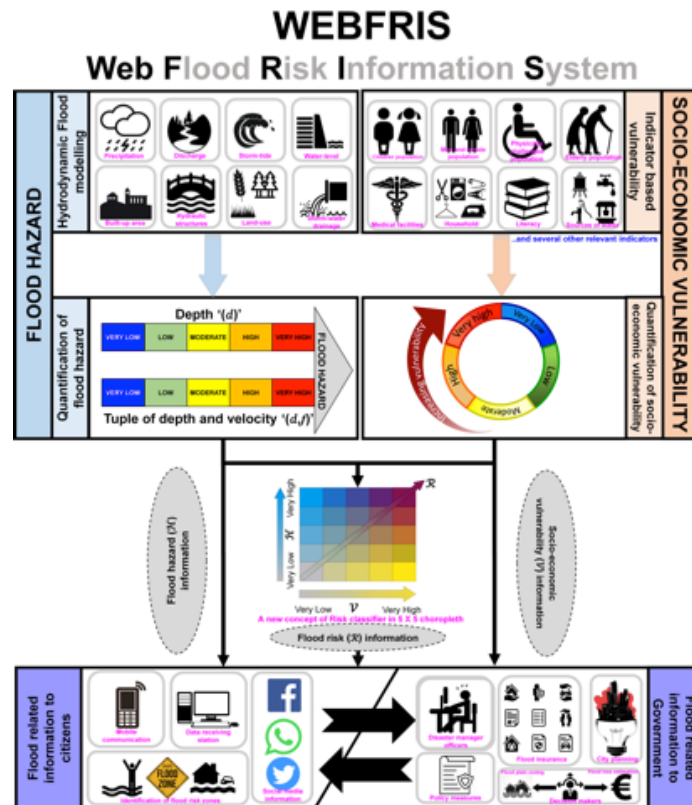 WEBFRIS
Web Flood Risk Information System
FLOOD HAZARD
Hydrodynamic Flood
modelling
Precipitation
Discharge
Storm-tide
Water-level
Built-up area
Hydraulic
structures
Land-use
Storm-water
drainage
population
population
Elderly population
Medical facilities
Household
Literacy
Sources of water
...and several other relevant indicators
Indicator based
vulnerability
SOCIO-ECONOMIC VULNERABILITY
Quantification of
flood hazard
Depth '(d)'
VERY LOW
LOW
MODERATE
HIGH
VERY HIGH
VERY LOW
LOW
MODERATE
HIGH
VERY HIGH
Tuple of depth and velocity '(d,f)'
FLOOD HAZARD
Increasing vulnerability
Very high
Very Low
Low
Moderate
High
Quantification of socio-
economic vulnerability
Flood hazard (ℋ)
information
Very High
ℋ
Very Low
ℛ
Very Low
𝒱
Very High
A new concept of Risk classifier in 5 X 5 choropleth
Flood risk (ℛ) information
Socio-economic
vulnerability (𝒱) information
Flood related
information to
citizens
Mobile
communication
Data receiving
station
FLOOD
ZONE
Identification of flood risk zones
Social media
information
Disaster manager
officers
Policy measures
Flood insurance
City planning
Decision makers
Flood related
information to
Government